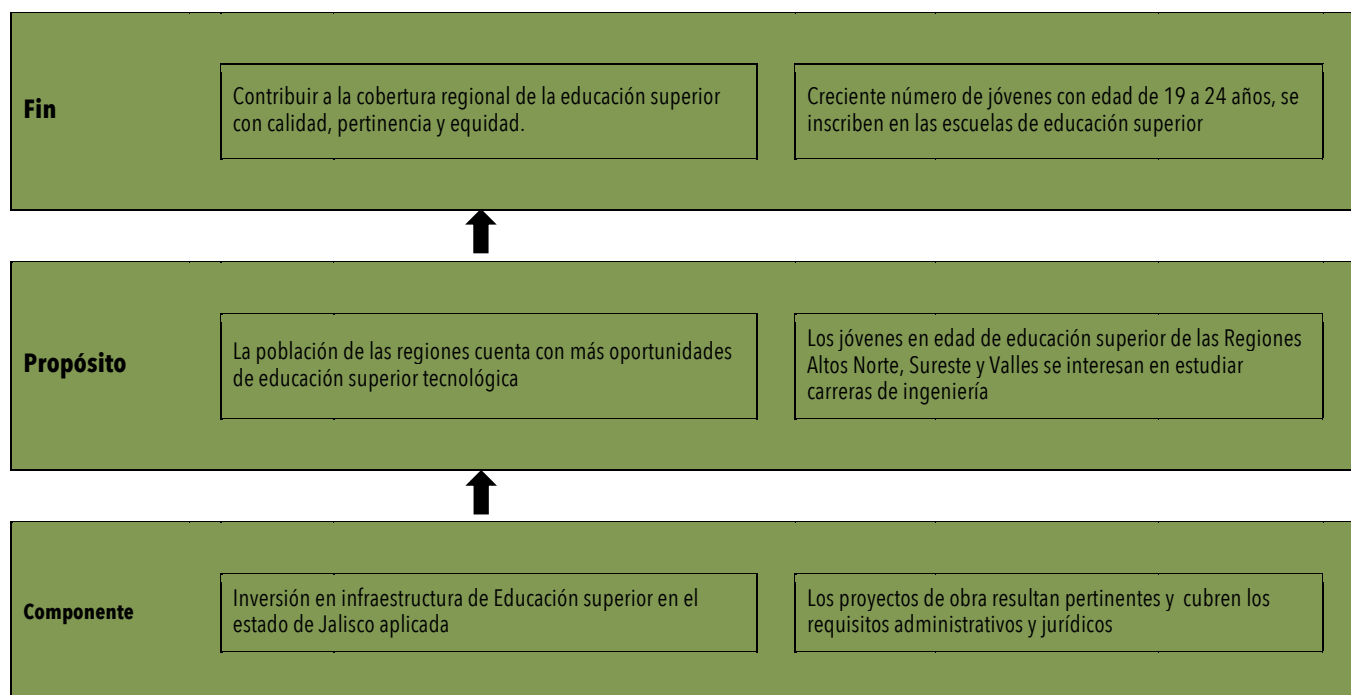 Fin
Contribuir a la cobertura regional de la educación superior
con calidad, pertinencia y equidad.
Creciente número de jóvenes con edad de 19 a 24 años, se
inscriben en las escuelas de educación superior
Propósito
La población de las regiones cuenta con más oportunidades
de educación superior tecnológica
Los jóvenes en edad de educación superior de las Regiones
Altos Norte, Sureste y Valles se interesan en estudiar
carreras de ingeniería
Componente
Inversión en infraestructura de Educación superior en el
estado de Jalisco aplicada
Los proyectos de obra resultan pertinentes y  cubren los
requisitos administrativos y jurídicos